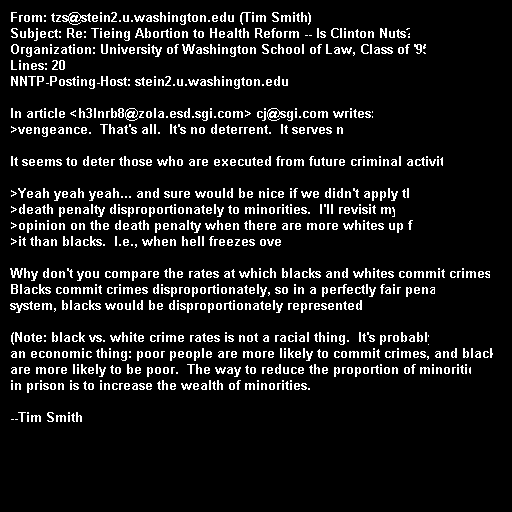 From: tzs@stein2.u.washington.edu (Tim Smith)
Subject: Re: Tieing Abortion to Health Reform -- Is Clinton Nuts?
Organization: University of Washington School of Law, Class of '95
Lines: 20
NNTP-Posting-Host: stein2.u.washington.edu

In article <h3lnrb8@zola.esd.sgi.com> cj@sgi.com writes:
>vengeance.  That's all.  It's no deterrent.  It serves n

It seems to deter those who are executed from future criminal activit

>Yeah yeah yeah... and sure would be nice if we didn't apply
>death penalty disproportionately to minorities.  I'll revisit my
>opinion on the death penalty when there are more whites up f
>it than blacks.  I.e., when hell freezes ove

Why don't you compare the rates at which blacks and whites commit crimes
Blacks commit crimes disproportionately, so in a perfectly fair pena
system, blacks would be disproportionately represented

(Note: black vs. white crime rates is not a racial thing.  It's probably
an economic thing: poor people are more likely to commit crimes, and black
are more likely to be poor.  The way to reduce the proportion of minoritie
in prison is to increase the wealth of minorities.

--Tim Smith